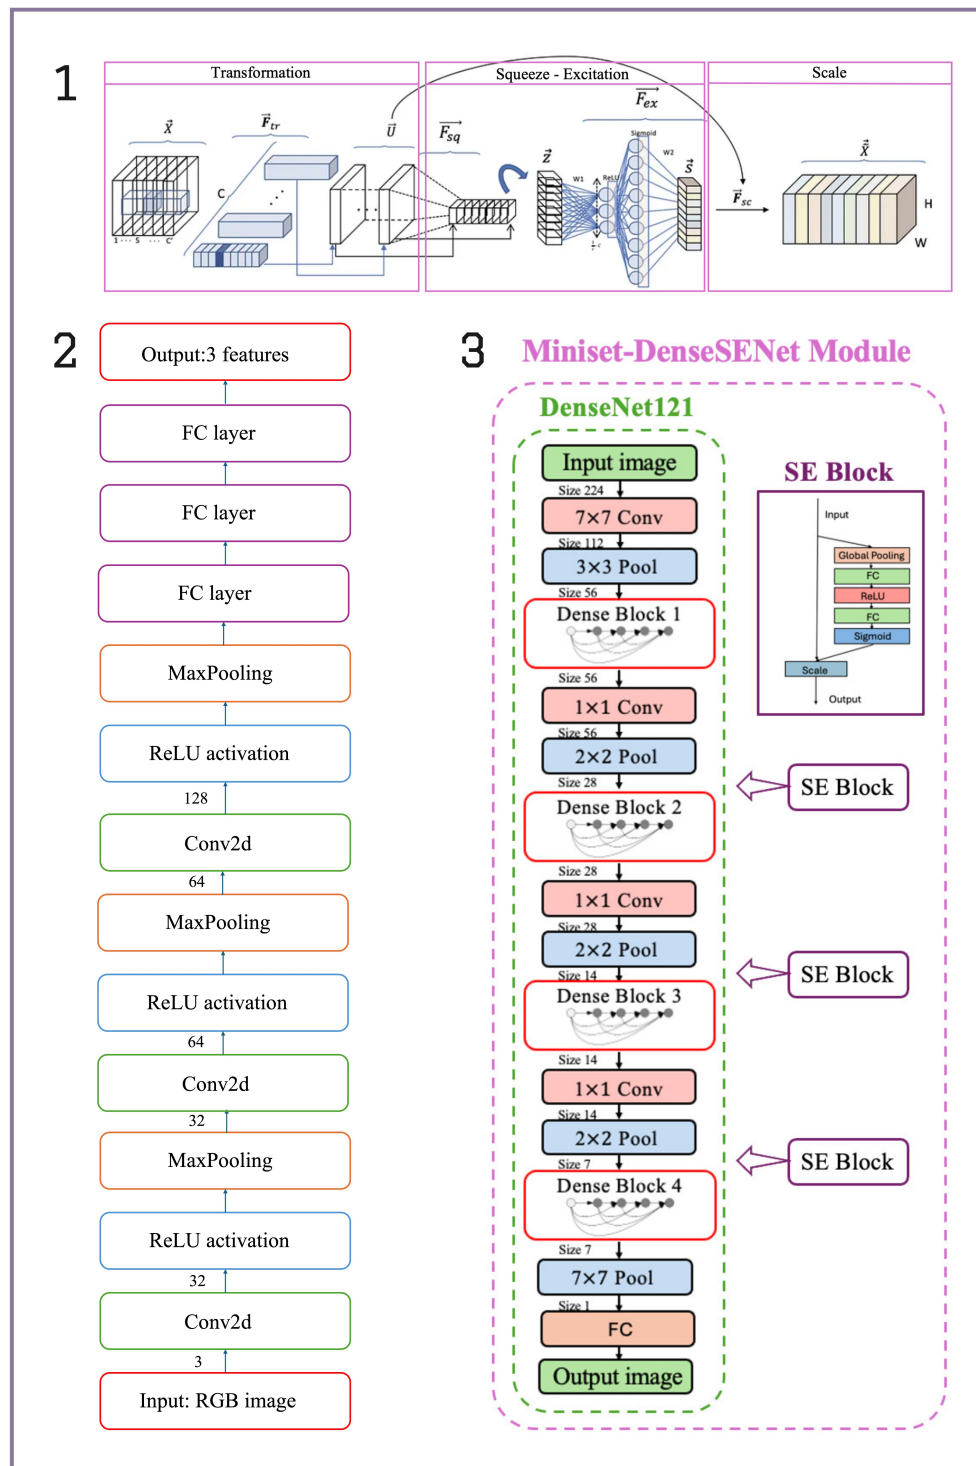 1
Transformation
Squeeze - Excitation
Scale
X⃗
F⃗tr
U⃗
F⃗sq
F⃗ex
Z⃗
S⃗
F⃗sc
X̃⃗
C
1 ... S ... C'
W1
ReLU
Sigmoid
W2
H
W
2
Output:3 features
FC layer
FC layer
FC layer
MaxPooling
ReLU activation
128
Conv2d
64
MaxPooling
ReLU activation
64
Conv2d
32
MaxPooling
ReLU activation
32
Conv2d
3
Input: RGB image
3
Miniset-DenseSENet Module
DenseNet121
Input image
Size 224
7×7 Conv
Size 112
3×3 Pool
Size 56
Dense Block 1
Size 56
1×1 Conv
Size 56
2×2 Pool
Size 28
Dense Block 2
Size 28
1×1 Conv
Size 28
2×2 Pool
Size 14
Dense Block 3
Size 14
1×1 Conv
Size 14
2×2 Pool
Size 7
Dense Block 4
Size 7
7×7 Pool
Size 1
FC
Output image
SE Block
Input
Global Pooling
FC
ReLU
FC
Sigmoid
Scale
Output
SE Block
SE Block
SE Block